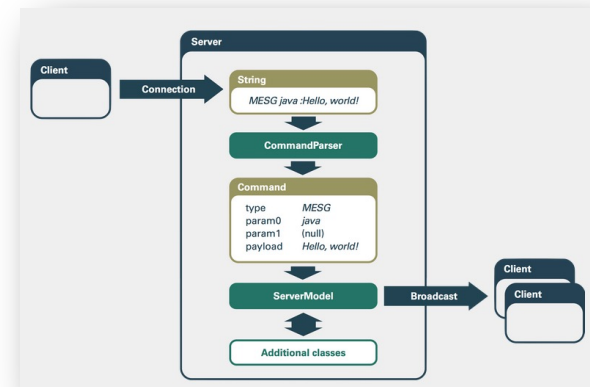 Server
Client
Connection
String
MESG java :Hello, world!
CommandParser
Command
type MESG
param0 java
param1 (null)
payload Hello, world!
ServerModel
Broadcast
Client
Client
Additional classes